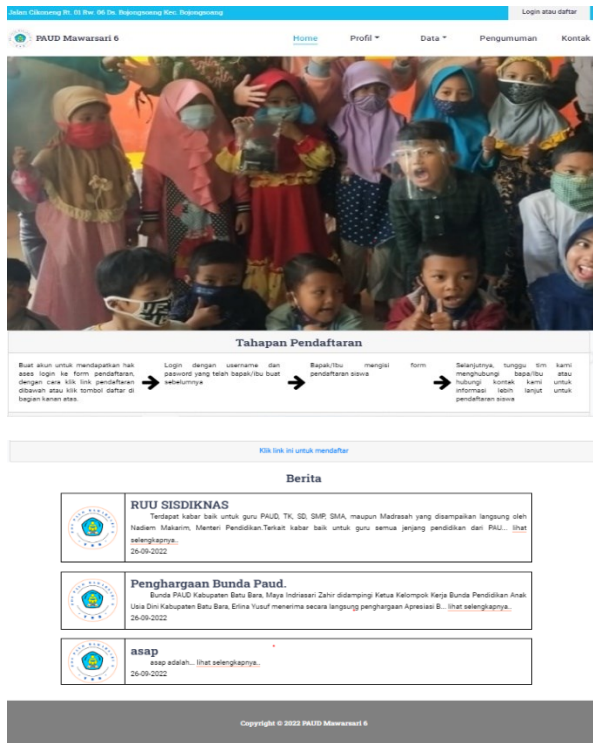 Jalan Cikoneng Rt. 01 Rw. 06 Ds. Bojongsoang Kec. Bojongsoang
Login atau daftar
PAUD Mawarsari 6
Home Profil Data Pengumuman Kontak
Tahapan Pendaftaran
Buat akun untuk mendapatkan hak
ases login ke form pendaftaran,
dengan cara klik link pendaftaran
dibawah atau klik tombol daftar di
bagian kanan atas.
Login dengan username dan
pasword yang telah bapak/ibu buat
sebelumnya
Bapak/Ibu mengisi form
pendaftaran siswa
Selanjutnya, tunggu tim kami
menghubungi bapa/ibu atau
hubungi kontak kami untuk
informasi lebih lanjut untuk
pendaftaran siswa
Klik link ini untuk mendaftar
Berita
RUU SISDIKNAS
Terdapat kabar baik untuk guru PAUD, TK, SD, SMP, SMA, maupun Madrasah yang disampaikan langsung oleh
Nadiem Makarim, Menteri Pendidikan.Terkait kabar baik untuk guru semua jenjang pendidikan dari PAU... lihat
selengkapnya..
26-09-2022
Penghargaan Bunda Paud.
Bunda PAUD Kabupaten Batu Bara, Maya Indriasari Zahir didampingi Ketua Kelompok Kerja Bunda Pendidikan Anak
Usia Dini Kabupaten Batu Bara, Erlina Yusuf menerima secara langsung penghargaan Apresiasi B... lihat selengkapnya..
26-09-2022
asap
asap adalah... lihat selengkapnya..
26-09-2022
Copyright © 2022 PAUD Mawarsari 6